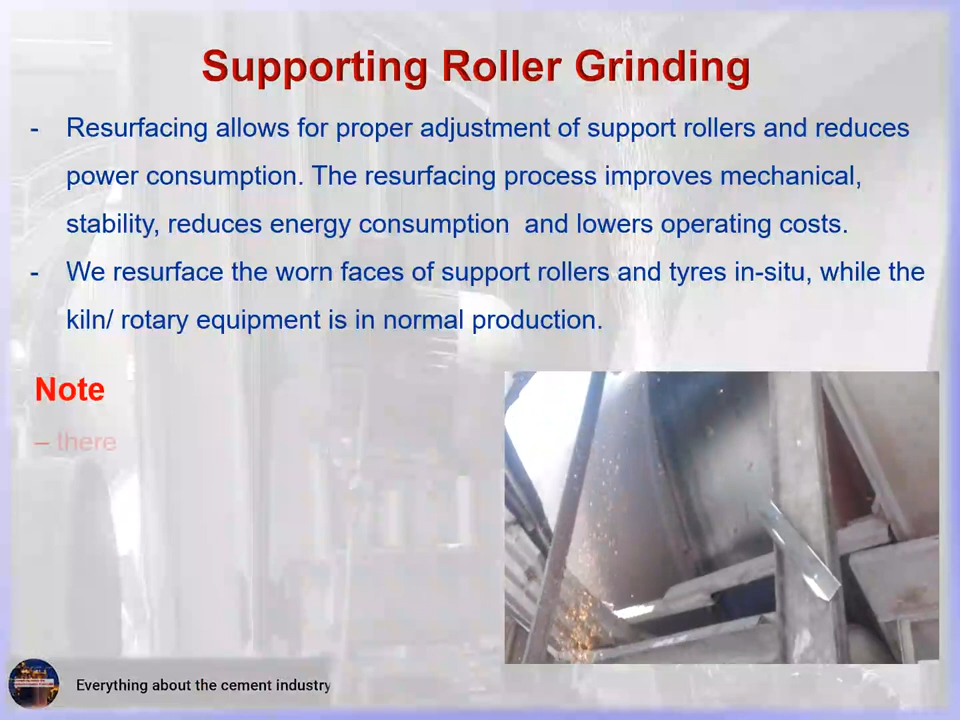 Supporting Roller Grinding
- Resurfacing allows for proper adjustment of support rollers and reduces
power consumption. The resurfacing process improves mechanical,
stability, reduces energy consumption and lowers operating costs.
- We resurface the worn faces of support rollers and tyres in-situ, while the
kiln/ rotary equipment is in normal production.
Note
– there
Everything about the cement industry